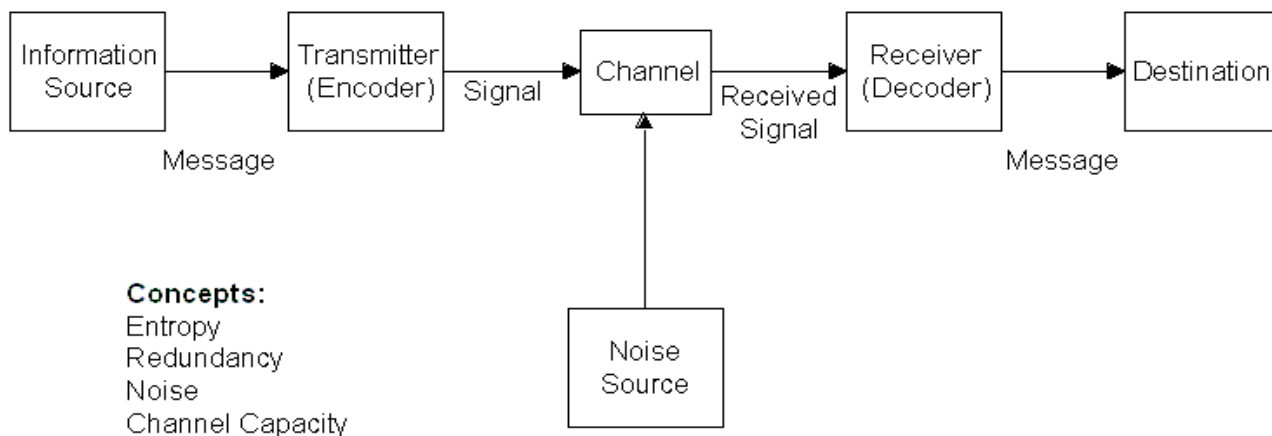 Information
Source
Transmitter
(Encoder)
Channel
Receiver
(Decoder)
Destination
Signal
Received
Signal
Message
Message
Concepts:
Entropy
Redundancy
Noise
Channel Capacity
Noise
Source